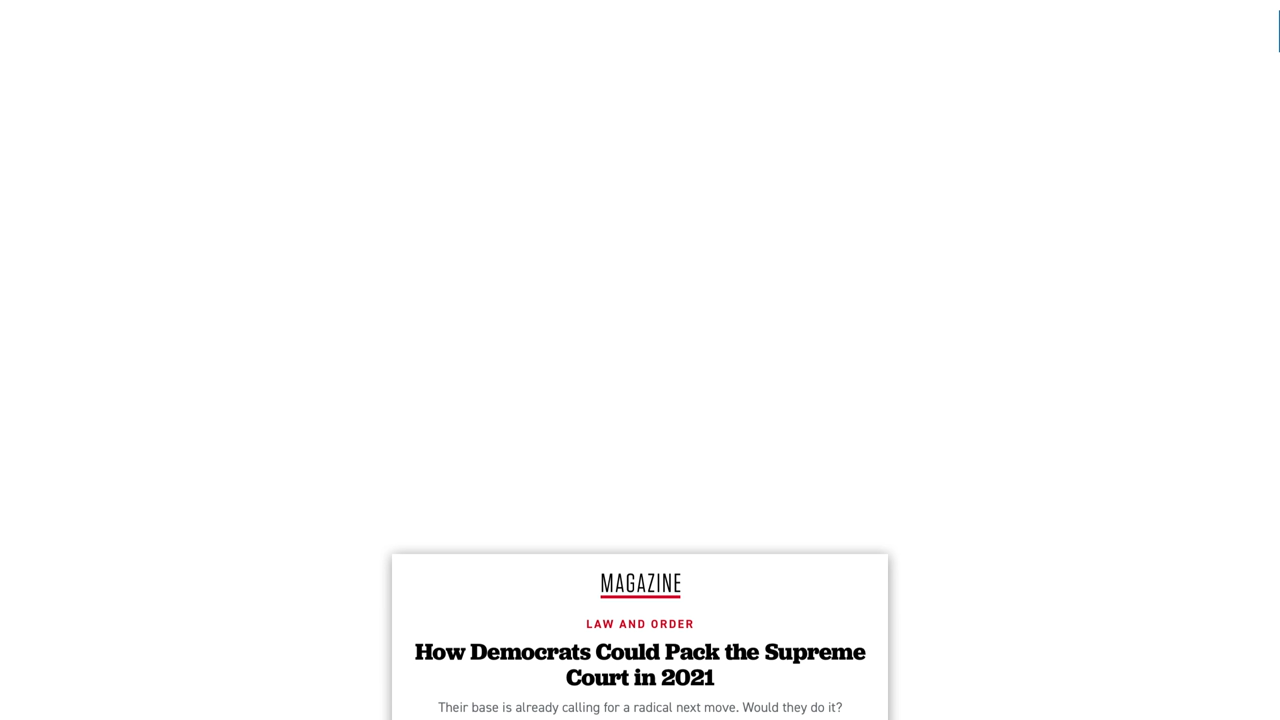 MAGAZINE
LAW AND ORDER
How Democrats Could Pack the Supreme
Court in 2021
Their base is already calling for a radical next move. Would they do it?